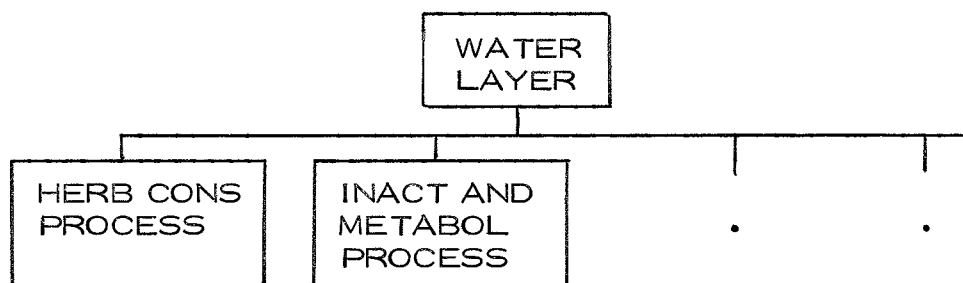 WATER
LAYER
HERB CONS
PROCESS
INACT AND
METABOL
PROCESS